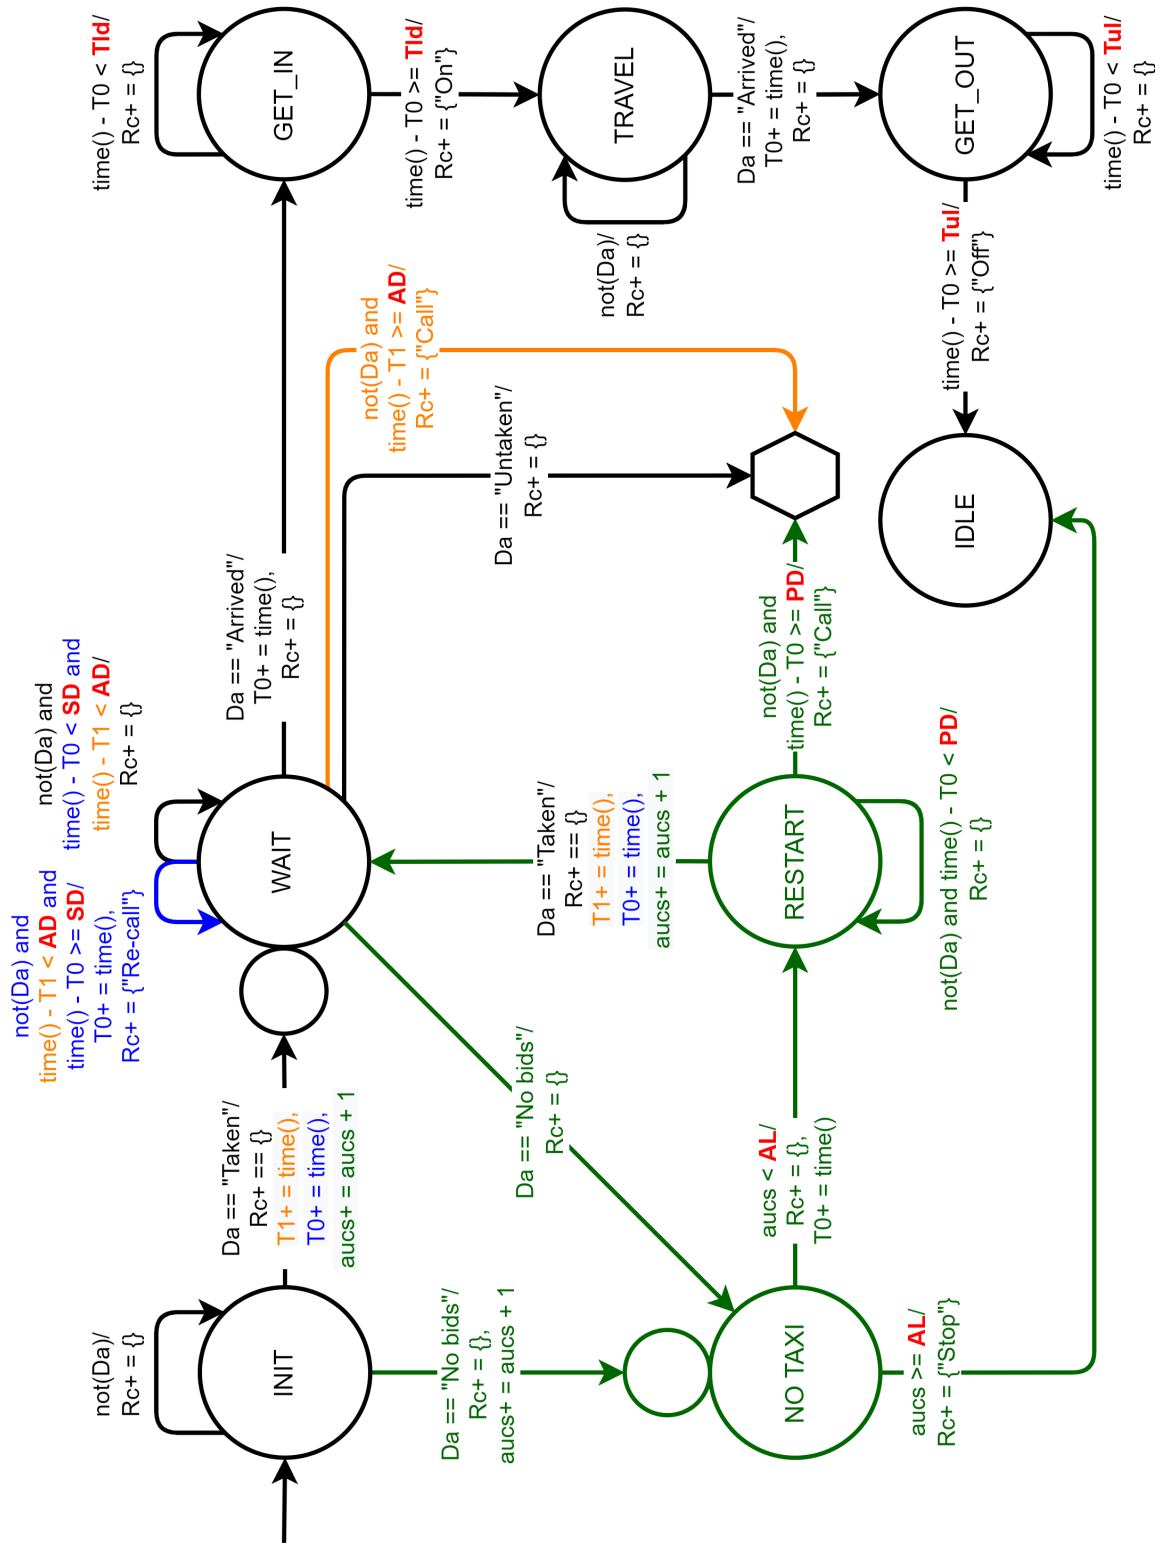 not(Da)/
Rc+ = {}
INIT
Da == "Taken"/
Rc+ == {}
T1+ = time(),
T0+ = time(),
aucs+ = aucs + 1
Da == "No bids"/
Rc+ = {},
aucs+ = aucs + 1
not(Da) and
time() - T1 < AD and
time() - T0 >= SD/
T0+ = time(),
Rc+ = {"Re-call"}
not(Da) and
time() - T0 < SD and
time() - T1 < AD/
Rc+ = {}
WAIT
Da == "Arrived"/
T0+ = time(),
Rc+ = {}
time() - T0 < Tld/
Rc+ = {}
GET_IN
time() - T0 >= Tld/
Rc+ = {"On"}
not(Da) and
time() - T1 >= AD/
Rc+ = {"Call"}
Da == "Untaken"/
Rc+ = {}
Da == "No bids"/
Rc+ = {}
Da == "Taken"/
Rc+ == {}
T1+ = time(),
T0+ = time(),
aucs+ = aucs + 1
not(Da)/
Rc+ = {}
TRAVEL
Da == "Arrived"/
T0+ = time(),
Rc+ = {}
NO TAXI
aucs < AL/
Rc+ = {},
T0+ = time()
RESTART
not(Da) and
time() - T0 >= PD/
Rc+ = {"Call"}
aucs >= AL/
Rc+ = {"Stop"}
not(Da) and time() - T0 < PD/
Rc+ = {}
IDLE
time() - T0 >= Tul/
Rc+ = {"Off"}
GET_OUT
time() - T0 < Tul/
Rc+ = {}